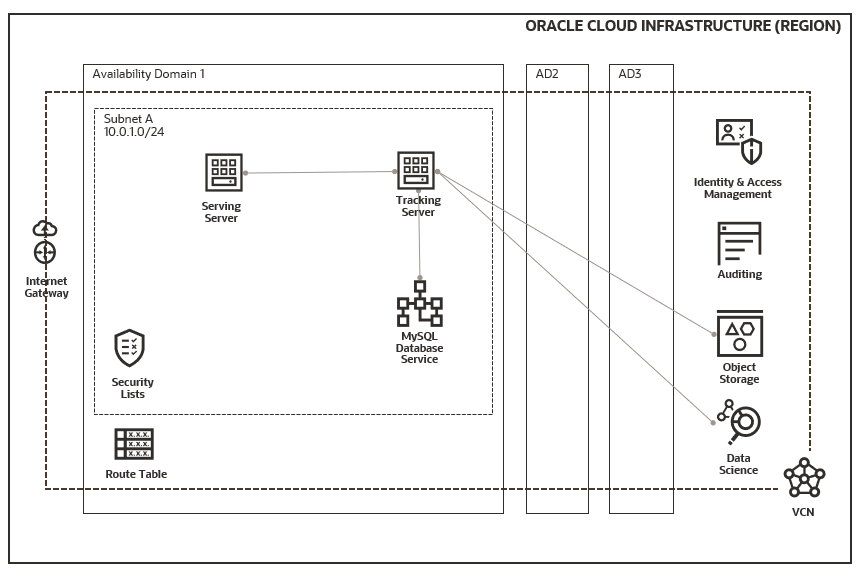 ORACLE CLOUD INFRASTRUCTURE (REGION)
Availability Domain 1
AD2
AD3
Subnet A
10.0.1.0/24
Serving
Server
Tracking
Server
Identity & Access
Management
Auditing
Internet
Gateway
MySQL
Database
Service
Object
Storage
Security
Lists
X.X.X.
X.X.X.
X.X.X.
Route Table
Data
Science
VCN